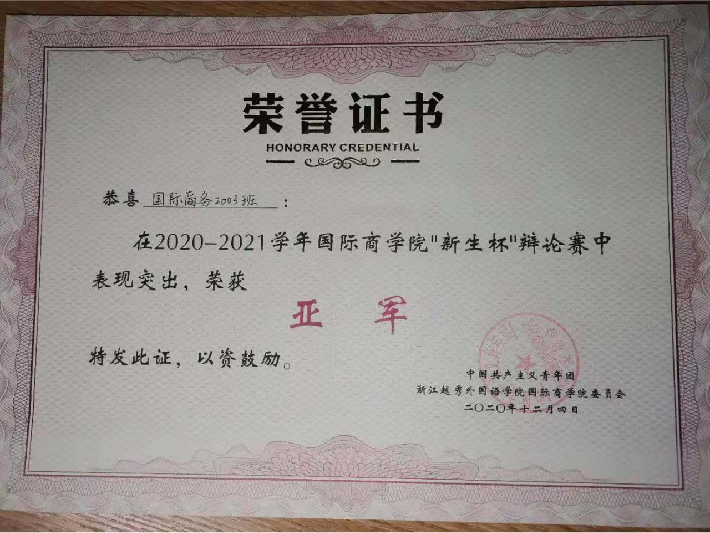 荣誉证书
HONORARY CREDENTIAL
恭喜 国际商务2003班 :
在2020-2021学年国际商学院"新生杯"辩论赛中
表现突出，荣获
亚 军
特发此证，以资鼓励。
中国共产主义青年团
浙江越秀外国语学院国际商学院委员会
二〇二〇年十二月四日